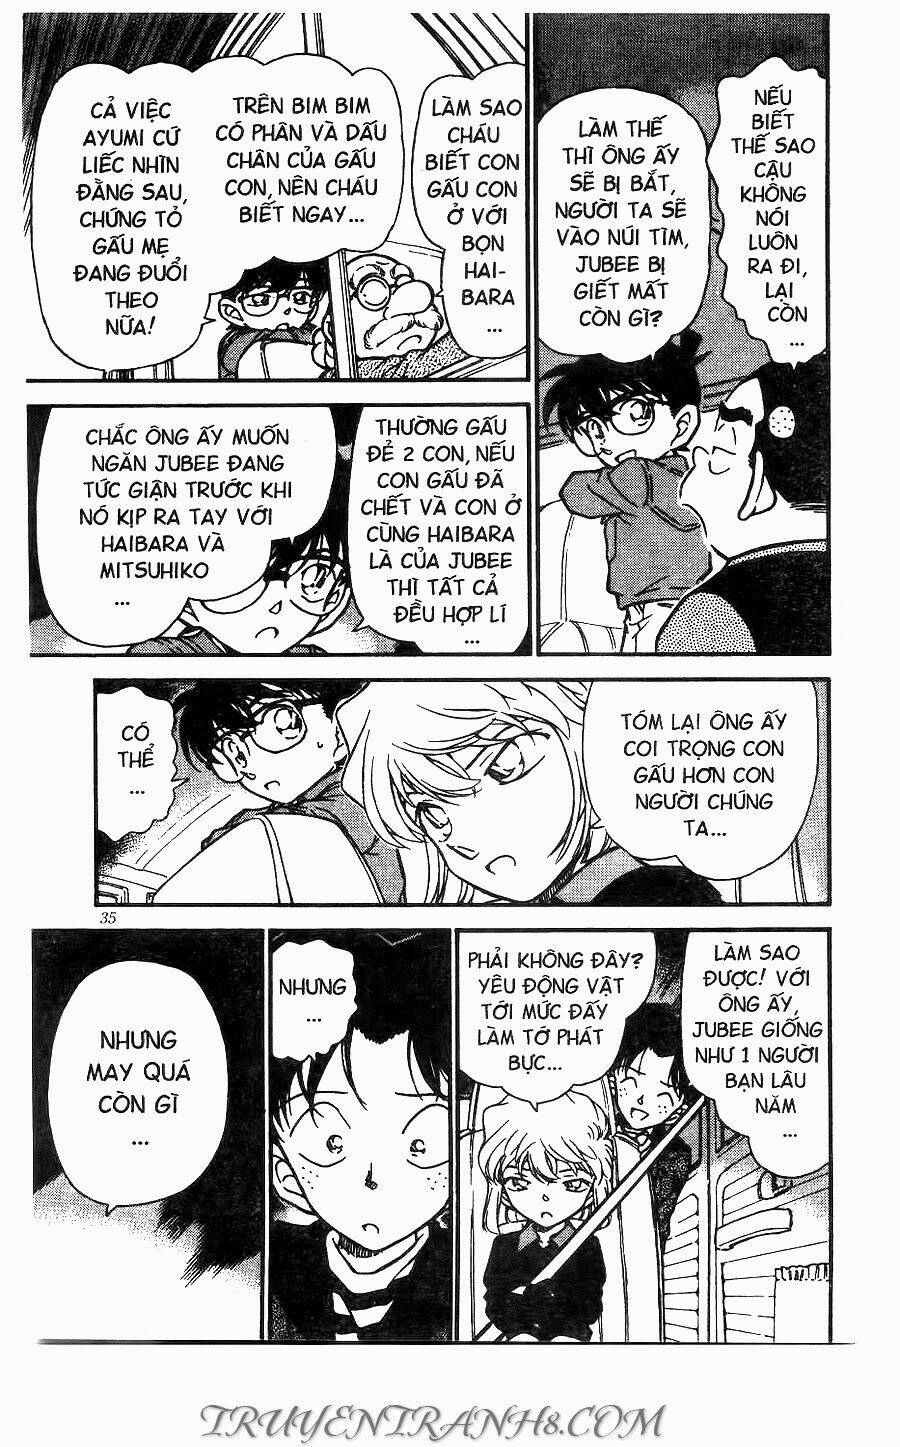 NẾU
BIẾT
THẾ SAO
CẬU
KHÔNG
NÓI
LUÔN
RA ĐI,
LẠI
CÒN
...
LÀM THẾ
THÌ ÔNG ẤY
SẼ BỊ BẮT,
NGƯỜI TA SẼ
VÀO NÚI TÌM,
JUBEE BỊ
GIẾT MẤT
CÒN GÌ?
LÀM SAO
CHÁU
BIẾT CON
GẤU CON
Ở VỚI
BỌN
HAI-
BARA
...
TRÊN BIM BIM
CÓ PHÂN VÀ DẤU
CHÂN CỦA GẤU
CON, NÊN CHÁU
BIẾT NGAY...
CẢ VIỆC
AYUMI CỨ
LIẾC NHÌN
ĐẰNG SAU,
CHỨNG TỎ
GẤU MẸ
ĐANG ĐUỔI
THEO
NỮA!
THƯỜNG GẤU
ĐẺ 2 CON, NẾU
CON GẤU ĐÃ
CHẾT VÀ CON Ở
CÙNG HAIBARA
LÀ CỦA JUBEE
THÌ TẤT CẢ
ĐỀU HỢP LÍ
...
CHẮC ÔNG ẤY MUỐN
NGĂN JUBEE ĐANG
TỨC GIẬN TRƯỚC KHI
NÓ KỊP RA TAY VỚI
HAIBARA VÀ
MITSUHIKO
...
TÓM LẠI ÔNG ẤY
COI TRỌNG CON
GẤU HƠN CON
NGƯỜI CHÚNG
TA...
CÓ
THỂ
...
35
LÀM SAO
ĐƯỢC! VỚI
ÔNG ẤY,
JUBEE GIỐNG
NHƯ 1 NGƯỜI
BẠN LÂU
NĂM
...
PHẢI KHÔNG ĐÂY?
YÊU ĐỘNG VẬT
TỚI MỨC ĐẤY
LÀM TỚ PHÁT
BỰC...
NHƯNG
...
NHƯNG
MAY QUÁ
CÒN GÌ
...
TRUYENTRANH8.COM